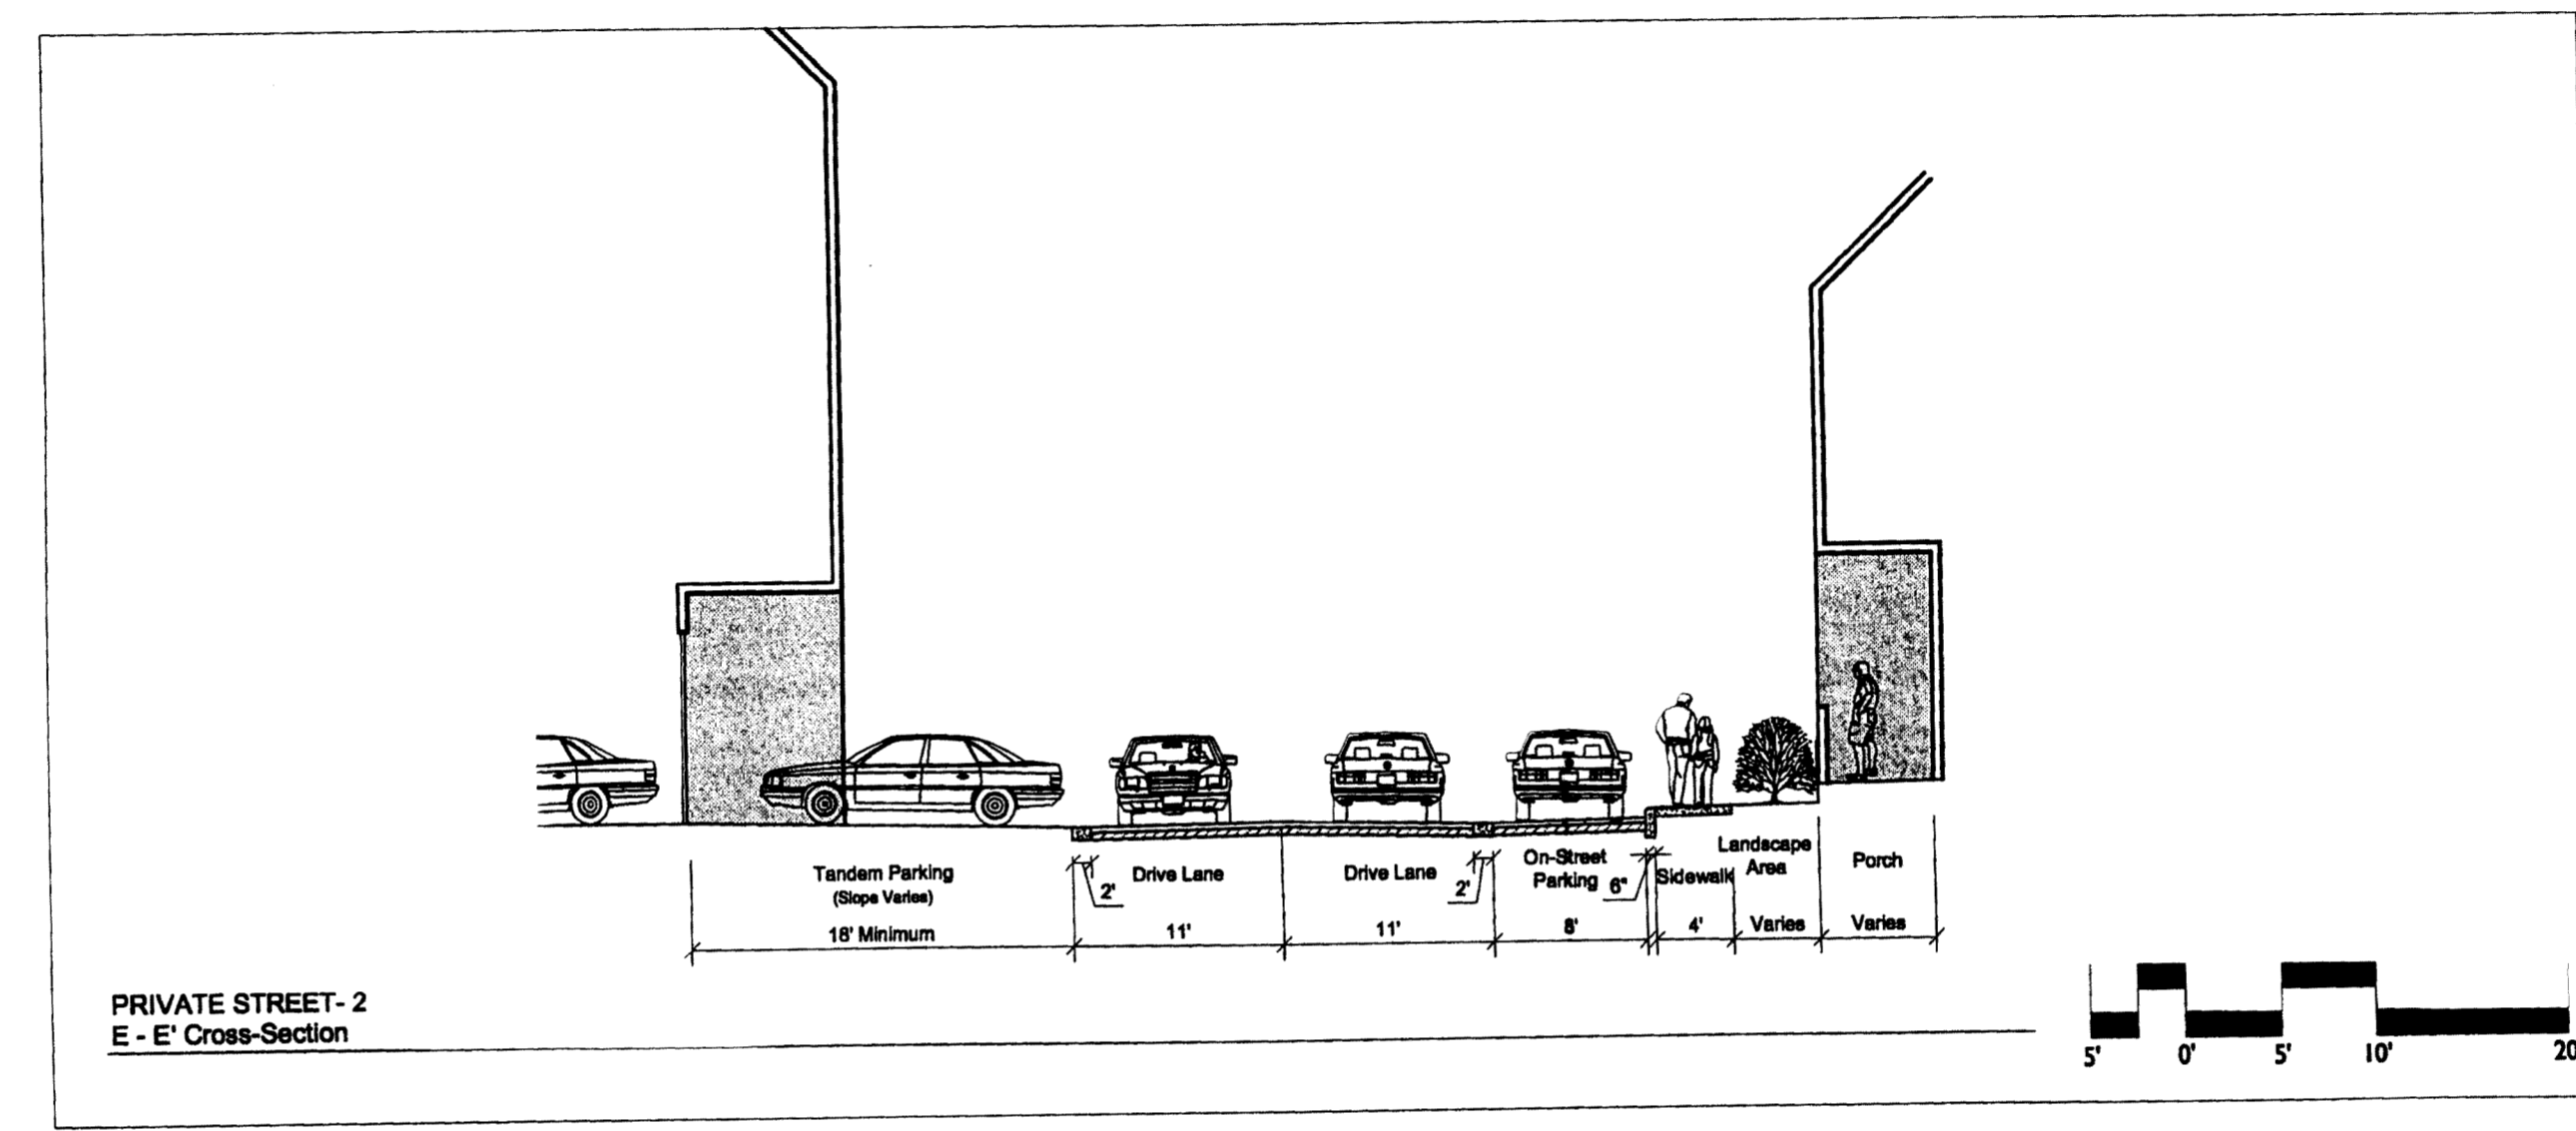 Tandem Parking
(Slope Varies)
18' Minimum
2'
Drive Lane
11'
Drive Lane
2'
11'
On-Street
Parking
6"
8'
Sidewalk
4'
Landscape
Area
Varies
Porch
Varies
PRIVATE STREET- 2
E - E' Cross-Section
5' 0' 5' 10' 20